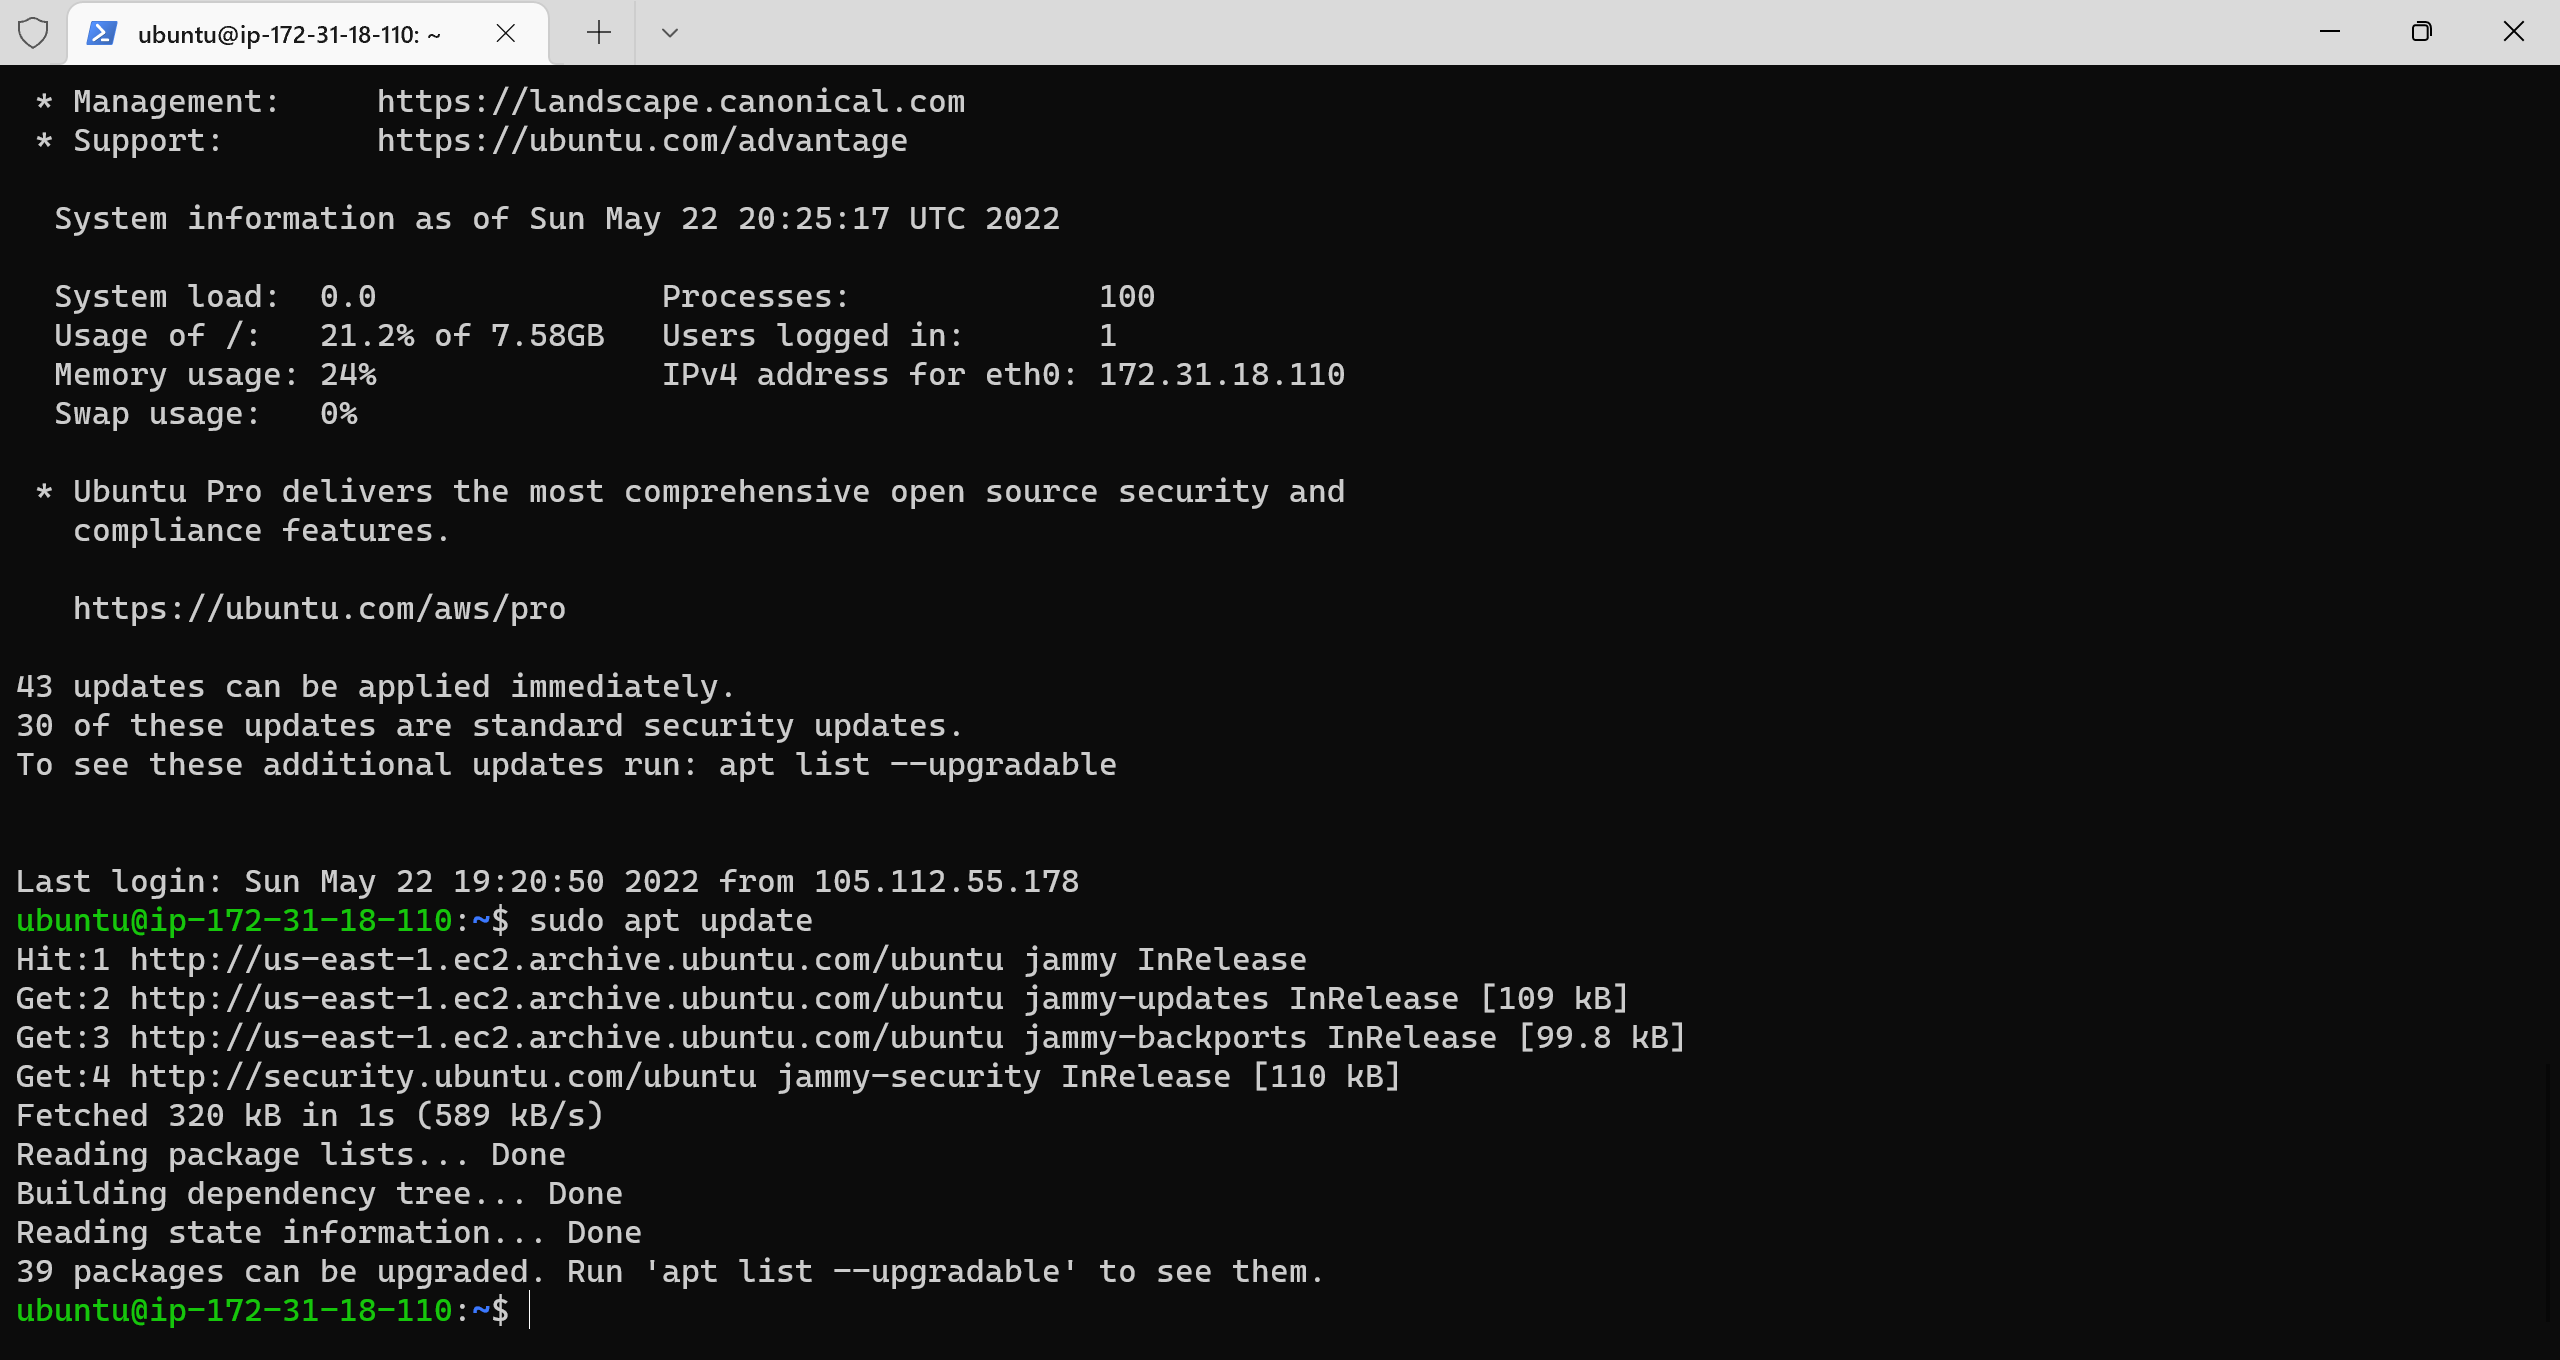 ubuntu@ip-172-31-18-110: ~
 * Management:     https://landscape.canonical.com
 * Support:        https://ubuntu.com/advantage

  System information as of Sun May 22 20:25:17 UTC 2022

  System load:  0.0               Processes:             100
  Usage of /:   21.2% of 7.58GB   Users logged in:       1
  Memory usage: 24%               IPv4 address for eth0: 172.31.18.110
  Swap usage:   0%

 * Ubuntu Pro delivers the most comprehensive open source security and
   compliance features.

   https://ubuntu.com/aws/pro

43 updates can be applied immediately.
30 of these updates are standard security updates.
To see these additional updates run: apt list --upgradable


Last login: Sun May 22 19:20:50 2022 from 105.112.55.178
ubuntu@ip-172-31-18-110:~$ sudo apt update
Hit:1 http://us-east-1.ec2.archive.ubuntu.com/ubuntu jammy InRelease
Get:2 http://us-east-1.ec2.archive.ubuntu.com/ubuntu jammy-updates InRelease [109 kB]
Get:3 http://us-east-1.ec2.archive.ubuntu.com/ubuntu jammy-backports InRelease [99.8 kB]
Get:4 http://security.ubuntu.com/ubuntu jammy-security InRelease [110 kB]
Fetched 320 kB in 1s (589 kB/s)
Reading package lists... Done
Building dependency tree... Done
Reading state information... Done
39 packages can be upgraded. Run 'apt list --upgradable' to see them.
ubuntu@ip-172-31-18-110:~$